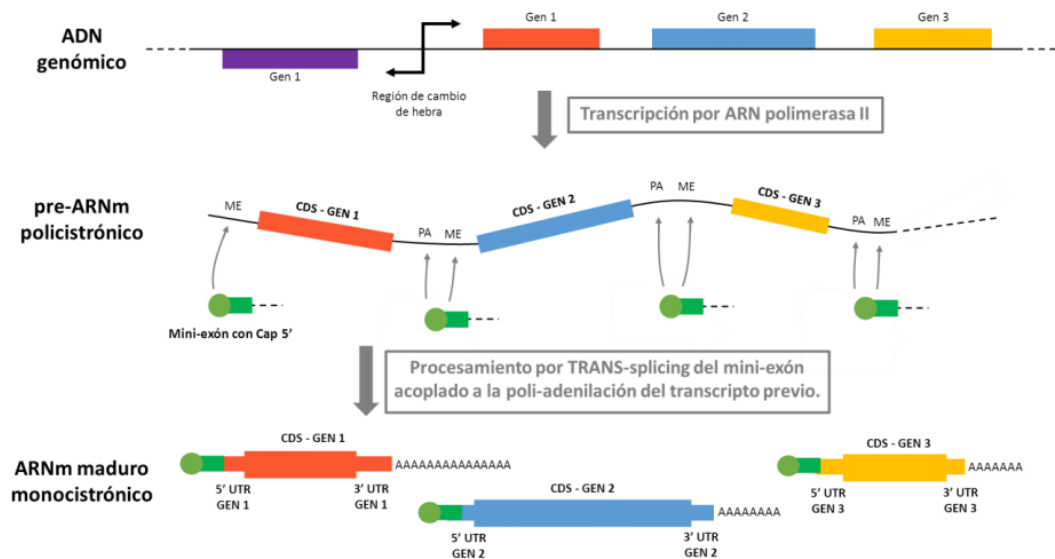 ADN
genómico
Gen 1
Gen 2
Gen 3
Gen 1
Región de cambio
de hebra
Transcripción por ARN polimerasa II
pre-ARNm
policistrónico
ME
CDS - GEN 1
PA
ME
CDS - GEN 2
PA
ME
CDS - GEN 3
PA
ME
Mini-exón con Cap 5’
Procesamiento por TRANS-splicing del mini-exón
acoplado a la poli-adenilación del transcripto previo.
ARNm maduro
monocistrónico
CDS - GEN 1
AAAAAAAAAAAAAAA
5’ UTR
GEN 1
3’ UTR
GEN 1
CDS - GEN 2
AAAAAAAA
5’ UTR
GEN 2
3’ UTR
GEN 2
CDS - GEN 3
AAAAAAA
5’ UTR
GEN 3
3’ UTR
GEN 3